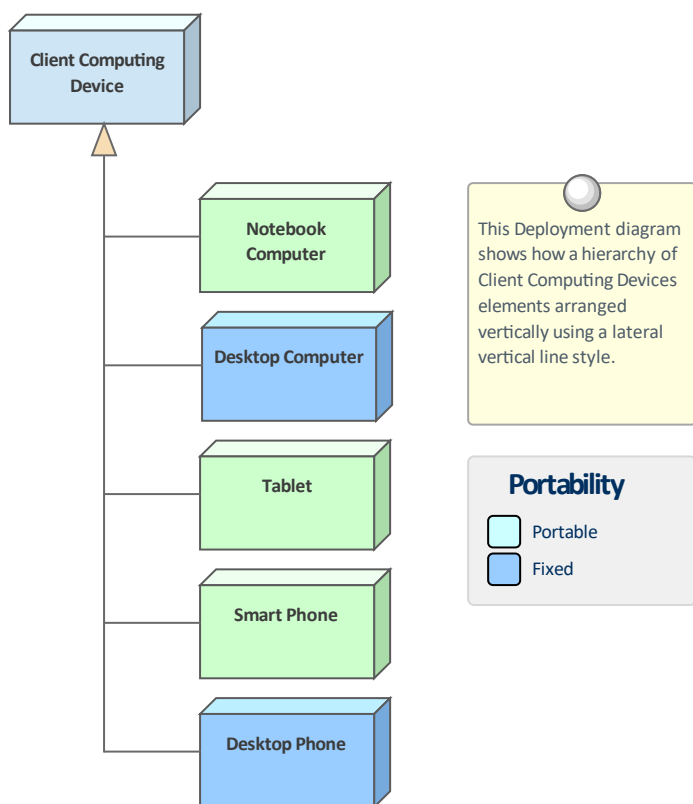 Client Computing
Device
Notebook
Computer
Desktop Computer
Tablet
Smart Phone
Desktop Phone
This Deployment diagram
shows how a hierarchy of
Client Computing Devices
elements arranged
vertically using a lateral
vertical line style.
Portability
Portable
Fixed